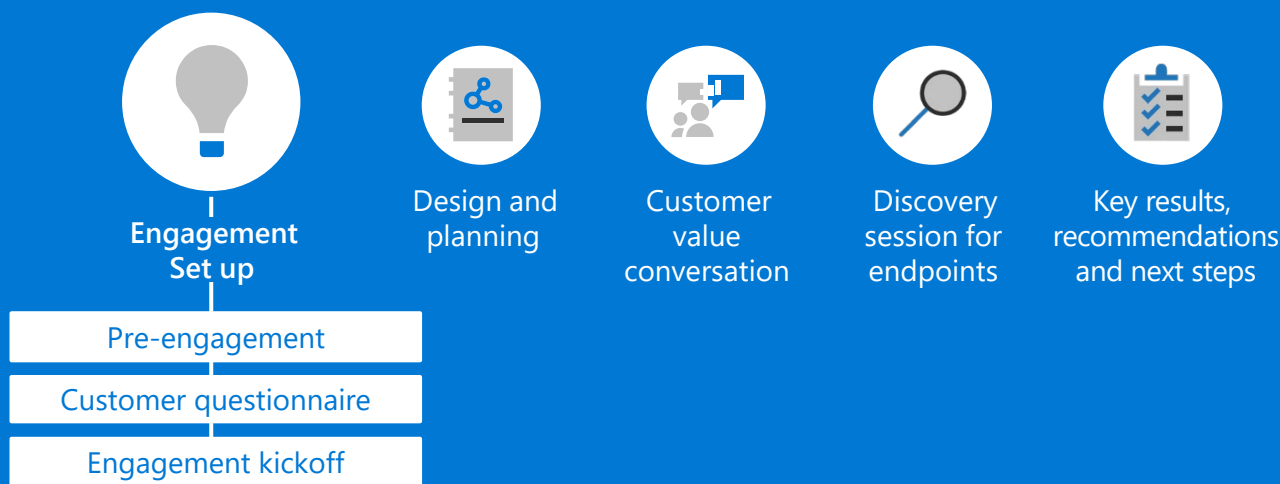 Engagement
Set up
Pre-engagement
Customer questionnaire
Engagement kickoff
Design and
planning
Customer
value
conversation
Discovery
session for
endpoints
Key results,
recommendations
and next steps